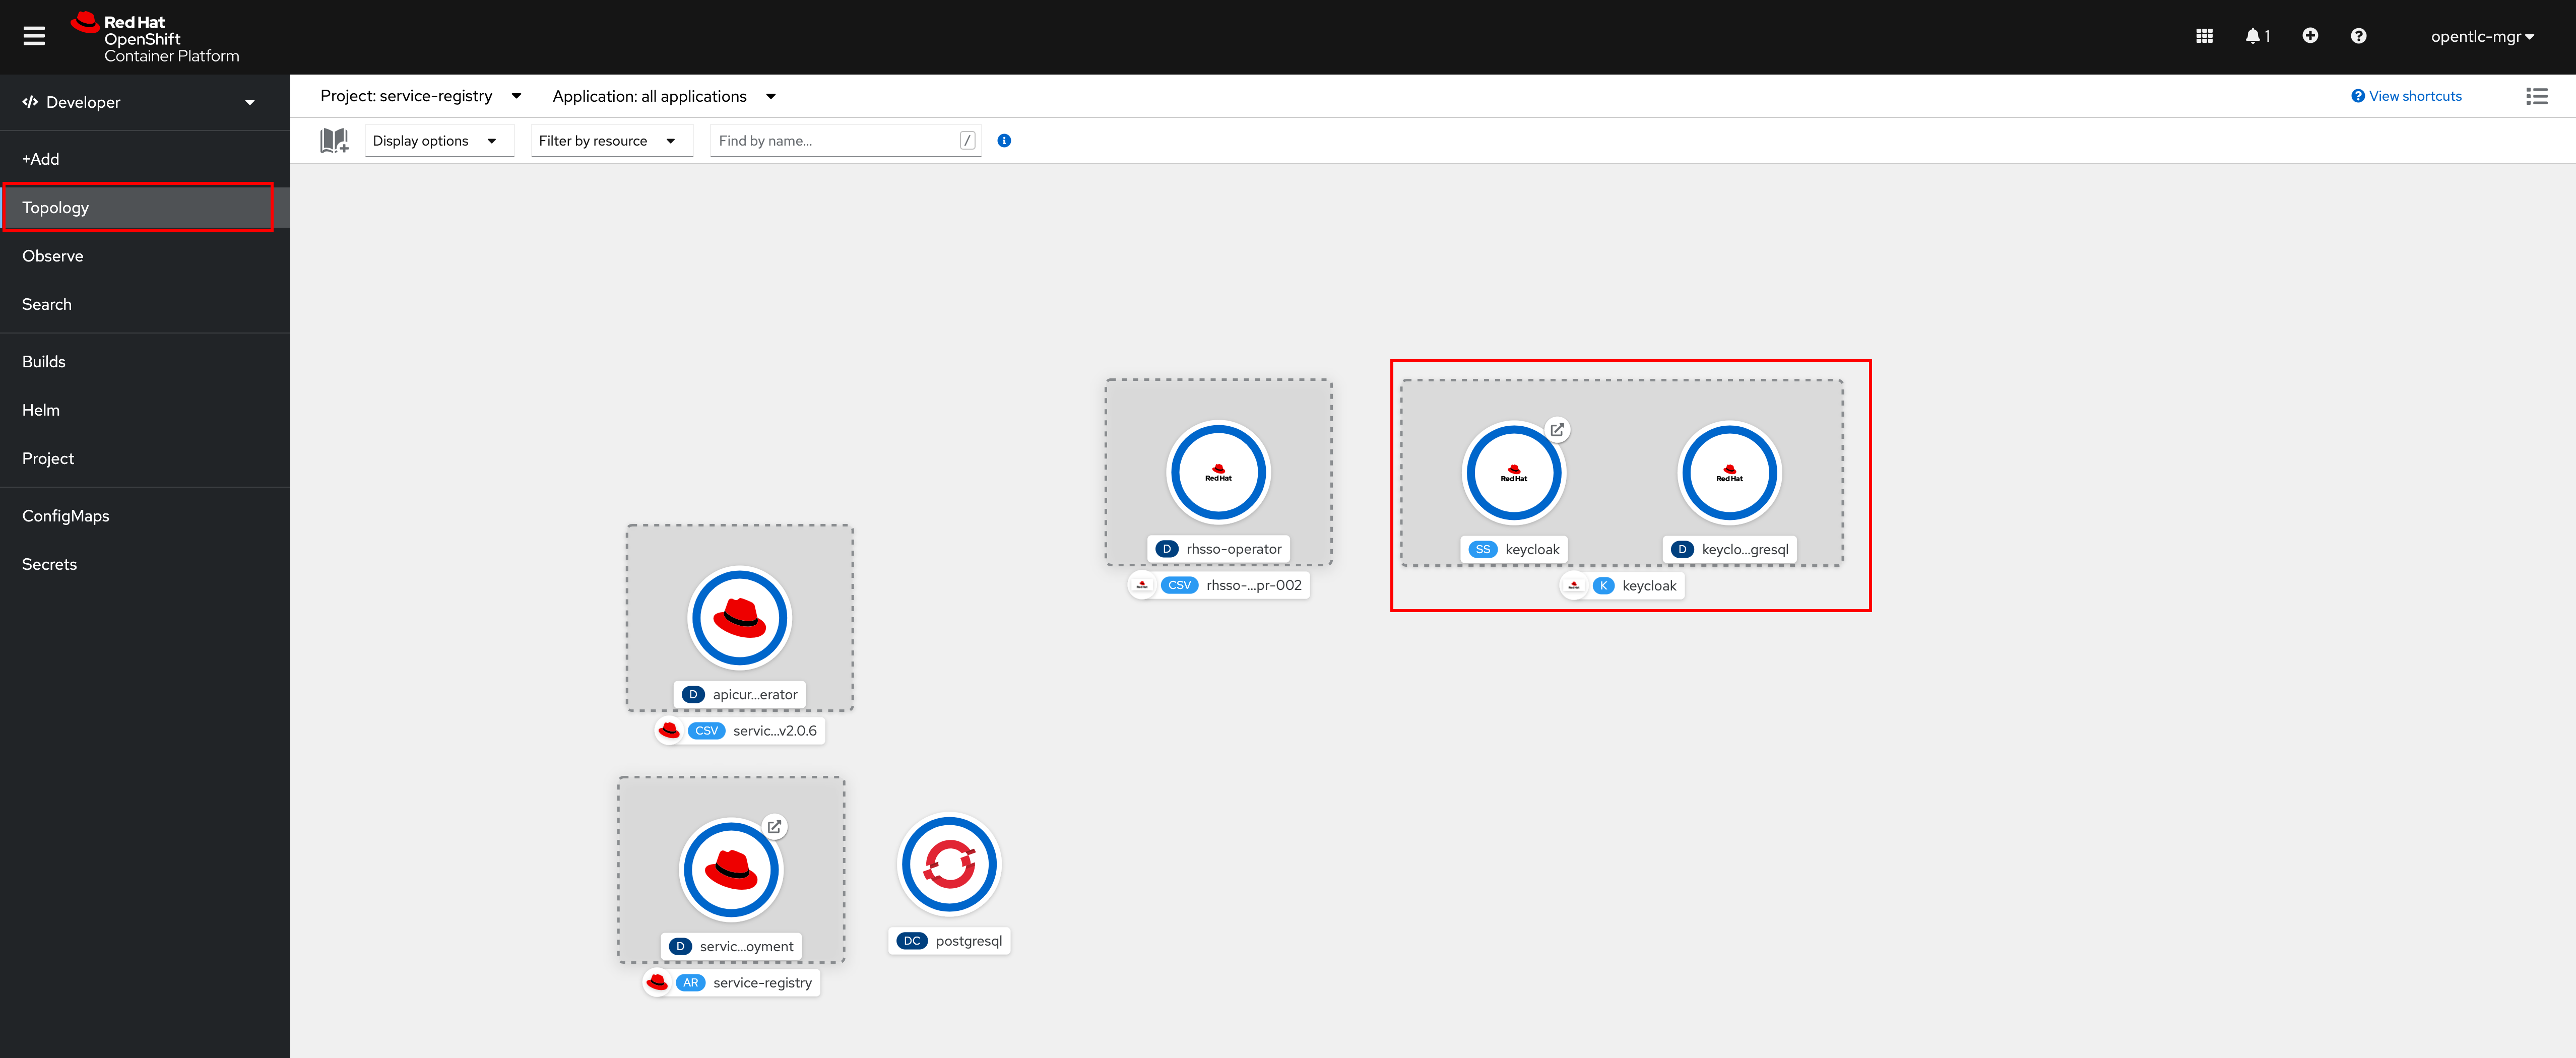 Red Hat
OpenShift
Container Platform
1
opentlc-mgr
Developer
+Add
Topology
Observe
Search
Builds
Helm
Project
ConfigMaps
Secrets
Project: service-registry
Application: all applications
View shortcuts
Display options
Filter by resource
Find by name...
/
Red Hat
D rhsso-operator
CSV rhsso-...pr-002
Red Hat
Red Hat
SS keycloak
D keyclo...gresql
K keycloak
D apicur...erator
CSV servic...v2.0.6
D servic...oyment
AR service-registry
DC postgresql